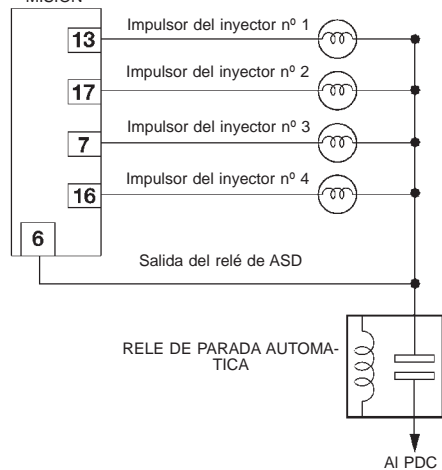 MISION
13 Impulsor del inyector nº 1
17 Impulsor del inyector nº 2
7 Impulsor del inyector nº 3
16 Impulsor del inyector nº 4
6
Salida del relé de ASD
RELE DE PARADA AUTOMA-
TICA
Al PDC